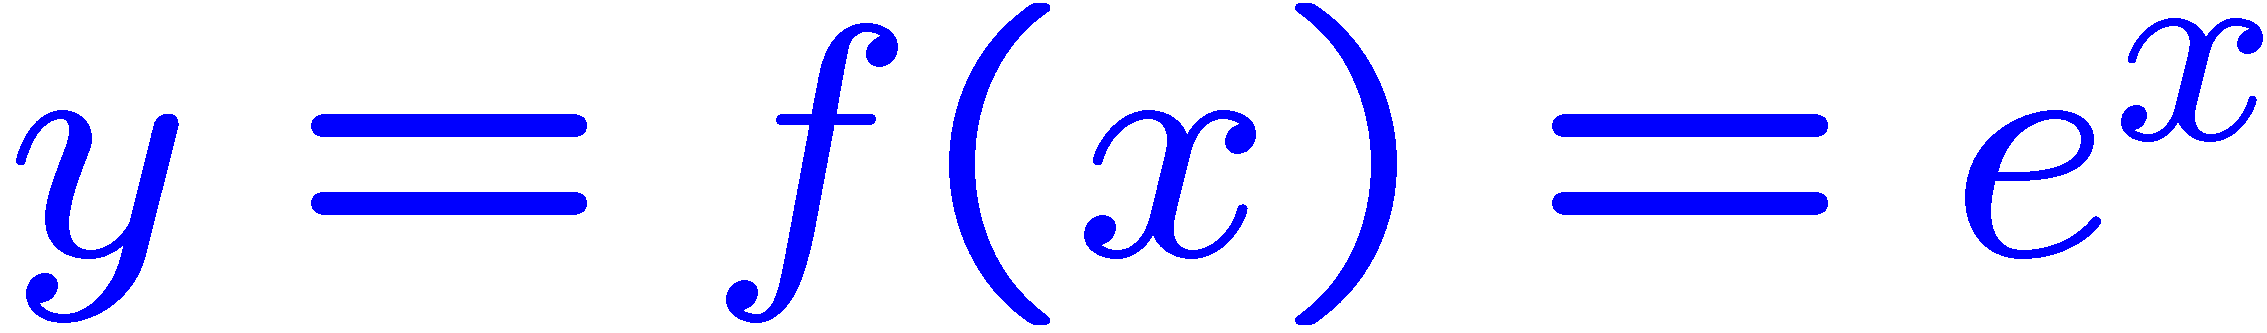 y = f(x) = e^x